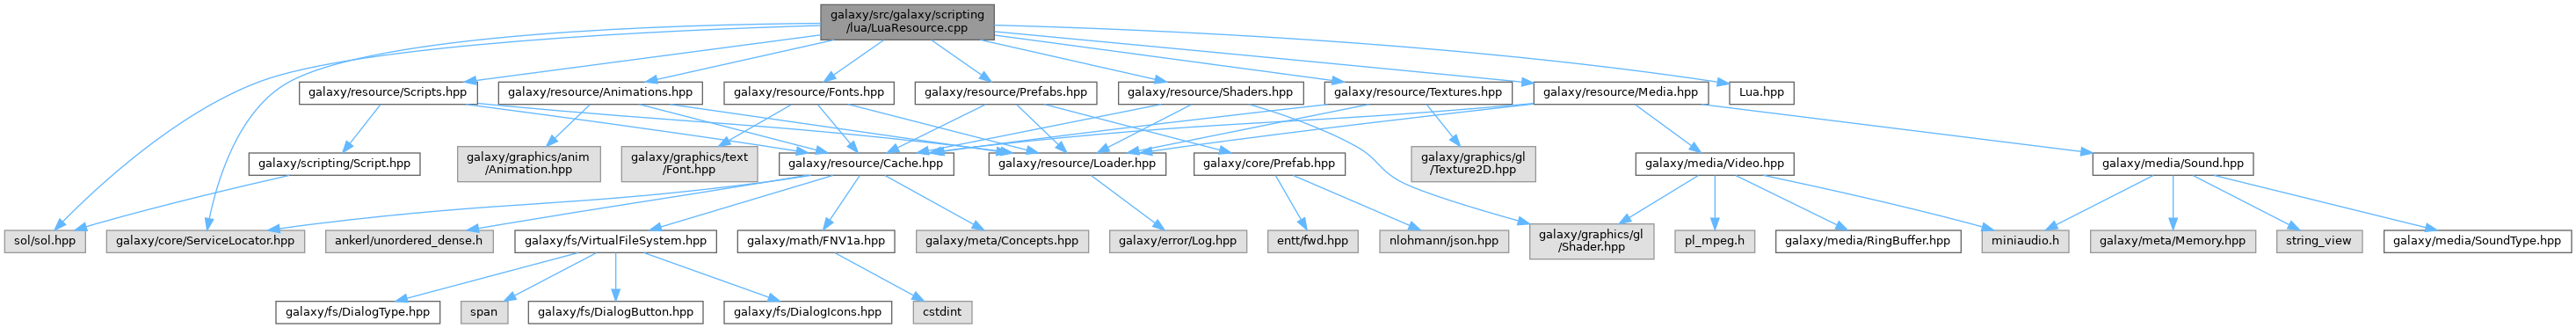 galaxy/src/galaxy/scripting
/lua/LuaResource.cpp
galaxy/resource/Scripts.hpp
galaxy/resource/Animations.hpp
galaxy/resource/Fonts.hpp
galaxy/resource/Prefabs.hpp
galaxy/resource/Shaders.hpp
galaxy/resource/Textures.hpp
galaxy/resource/Media.hpp
Lua.hpp
galaxy/scripting/Script.hpp
galaxy/graphics/anim
/Animation.hpp
galaxy/graphics/text
/Font.hpp
galaxy/resource/Cache.hpp
galaxy/resource/Loader.hpp
galaxy/core/Prefab.hpp
galaxy/graphics/gl
/Texture2D.hpp
galaxy/media/Video.hpp
galaxy/media/Sound.hpp
sol/sol.hpp
galaxy/core/ServiceLocator.hpp
ankerl/unordered_dense.h
galaxy/fs/VirtualFileSystem.hpp
galaxy/math/FNV1a.hpp
galaxy/meta/Concepts.hpp
galaxy/error/Log.hpp
entt/fwd.hpp
nlohmann/json.hpp
galaxy/graphics/gl
/Shader.hpp
pl_mpeg.h
galaxy/media/RingBuffer.hpp
miniaudio.h
galaxy/meta/Memory.hpp
string_view
galaxy/media/SoundType.hpp
galaxy/fs/DialogType.hpp
span
galaxy/fs/DialogButton.hpp
galaxy/fs/DialogIcons.hpp
cstdint